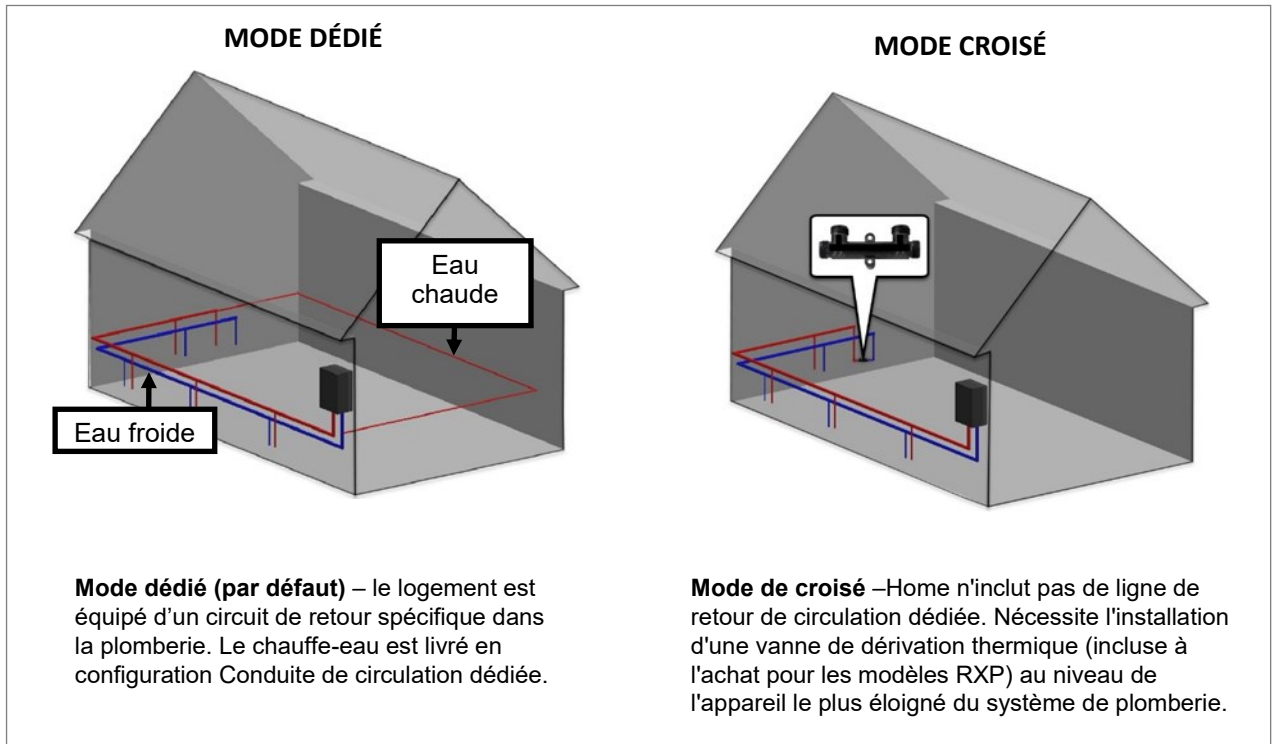 MODE DÉDIÉ
Eau
chaude
Eau froide
Mode dédié (par défaut) – le logement est
équipé d’un circuit de retour spécifique dans
la plomberie. Le chauffe-eau est livré en
configuration Conduite de circulation dédiée.
MODE CROISÉ
Mode de croisé –Home n'inclut pas de ligne de
retour de circulation dédiée. Nécessite l'installation
d'une vanne de dérivation thermique (incluse à
l'achat pour les modèles RXP) au niveau de
l'appareil le plus éloigné du système de plomberie.